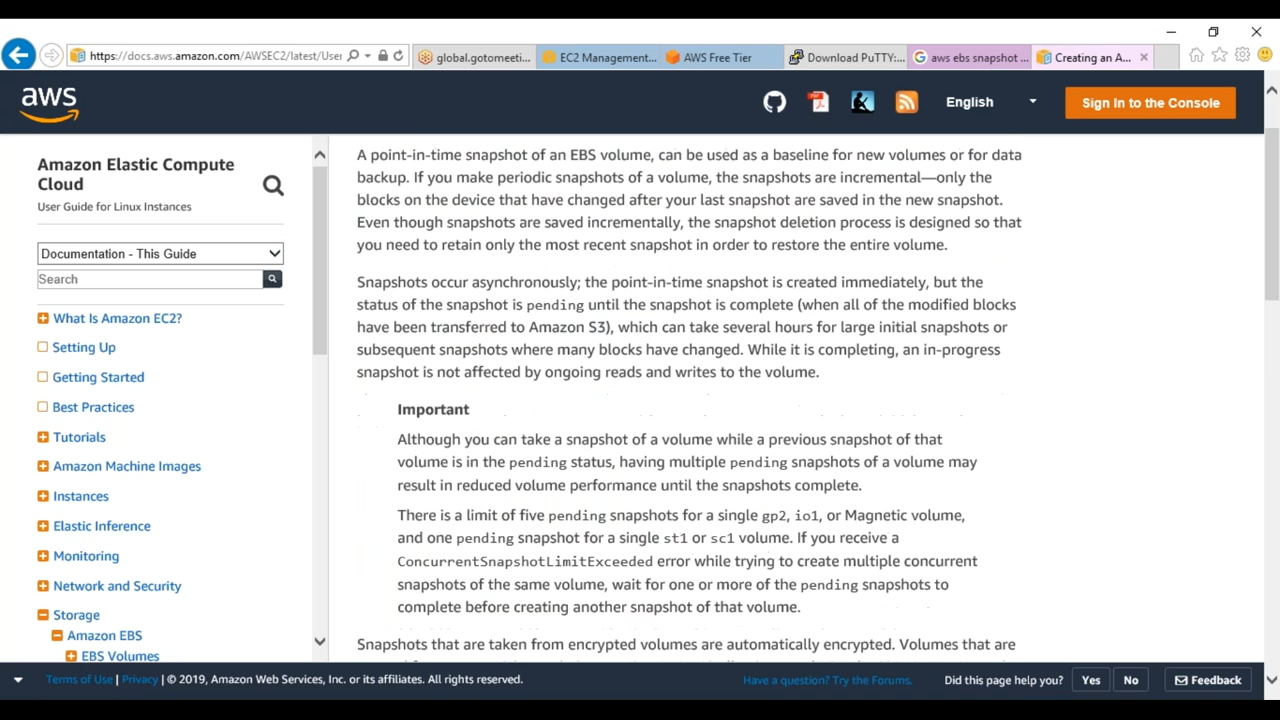 https://docs.aws.amazon.com/AWSEC2/latest/User
global.gotomeeti...
EC2 Management...
AWS Free Tier
Download PuTTY:...
aws ebs snapshot ...
Creating an A...
aws
English
Sign In to the Console
Amazon Elastic Compute
Cloud
User Guide for Linux Instances
Documentation - This Guide
Search
What Is Amazon EC2?
Setting Up
Getting Started
Best Practices
Tutorials
Amazon Machine Images
Instances
Elastic Inference
Monitoring
Network and Security
Storage
Amazon EBS
EBS Volumes
A point-in-time snapshot of an EBS volume, can be used as a baseline for new volumes or for data
backup. If you make periodic snapshots of a volume, the snapshots are incremental—only the
blocks on the device that have changed after your last snapshot are saved in the new snapshot.
Even though snapshots are saved incrementally, the snapshot deletion process is designed so that
you need to retain only the most recent snapshot in order to restore the entire volume.
Snapshots occur asynchronously; the point-in-time snapshot is created immediately, but the
status of the snapshot is pending until the snapshot is complete (when all of the modified blocks
have been transferred to Amazon S3), which can take several hours for large initial snapshots or
subsequent snapshots where many blocks have changed. While it is completing, an in-progress
snapshot is not affected by ongoing reads and writes to the volume.
Important
Although you can take a snapshot of a volume while a previous snapshot of that
volume is in the pending status, having multiple pending snapshots of a volume may
result in reduced volume performance until the snapshots complete.
There is a limit of five pending snapshots for a single gp2, io1, or Magnetic volume,
and one pending snapshot for a single st1 or sc1 volume. If you receive a
ConcurrentSnapshotLimitExceeded error while trying to create multiple concurrent
snapshots of the same volume, wait for one or more of the pending snapshots to
complete before creating another snapshot of that volume.
Snapshots that are taken from encrypted volumes are automatically encrypted. Volumes that are
Terms of Use | Privacy | © 2019, Amazon Web Services, Inc. or its affiliates. All rights reserved.
Have a question? Try the Forums.
Did this page help you?
Yes
No
Feedback